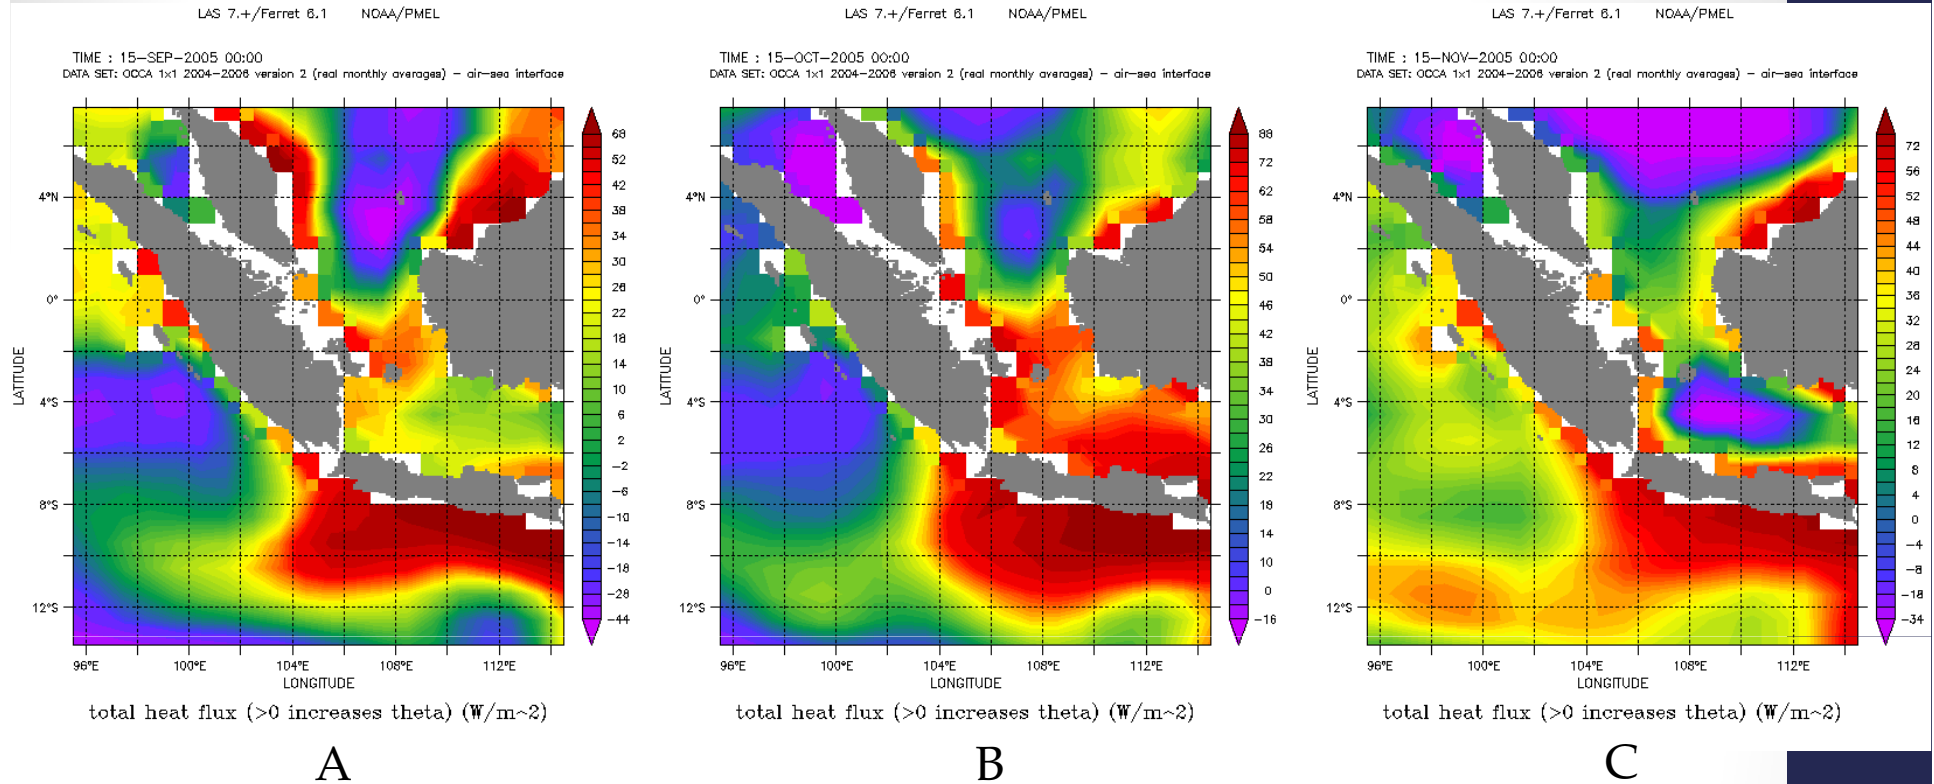 LAS 7.+/Ferret 6.1 NOAA/PMEL
TIME : 15-SEP-2005 00:00
DATA SET: OCCA 1x1 2004-2006 version 2 (real monthly averages) - air-sea interface
68
52
42
38
34
30
26
22
18
14
10
6
2
-2
-6
-10
-14
-18
-28
-44
4°N
0°
4°S
8°S
12°S
LATITUDE
96°E 100°E 104°E 108°E 112°E
LONGITUDE
total heat flux (>0 increases theta) (W/m^2)
A
LAS 7.+/Ferret 6.1 NOAA/PMEL
TIME : 15-OCT-2005 00:00
DATA SET: OCCA 1x1 2004-2006 version 2 (real monthly averages) - air-sea interface
88
72
62
58
54
50
46
42
38
34
30
26
22
18
14
10
0
-16
4°N
0°
4°S
8°S
12°S
LATITUDE
96°E 100°E 104°E 108°E 112°E
LONGITUDE
total heat flux (>0 increases theta) (W/m^2)
B
LAS 7.+/Ferret 6.1 NOAA/PMEL
TIME : 15-NOV-2005 00:00
DATA SET: OCCA 1x1 2004-2006 version 2 (real monthly averages) - air-sea interface
72
56
48
44
40
36
32
28
24
20
16
12
8
4
0
-4
-8
-18
-34
4°N
0°
4°S
8°S
12°S
LATITUDE
96°E 100°E 104°E 108°E 112°E
LONGITUDE
total heat flux (>0 increases theta) (W/m^2)
C